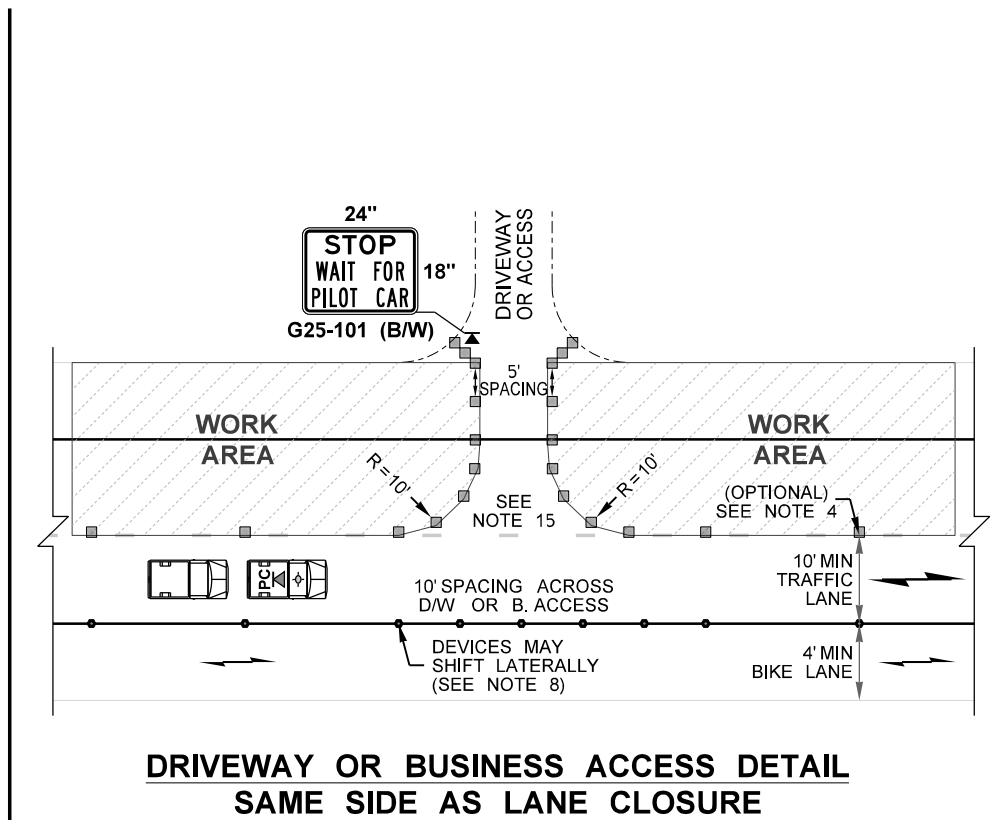 24"
STOP
WAIT FOR
PILOT CAR
18"
G25-101 (B/W)
DRIVEWAY
OR ACCESS
5'
SPACING
WORK
AREA
WORK
AREA
R=10'
R=10'
SEE
NOTE 15
(OPTIONAL)
SEE NOTE 4
PC
10' SPACING ACROSS
D/W OR B. ACCESS
10' MIN
TRAFFIC
LANE
DEVICES MAY
SHIFT LATERALLY
(SEE NOTE 8)
4' MIN
BIKE LANE
DRIVEWAY OR BUSINESS ACCESS DETAIL
SAME SIDE AS LANE CLOSURE